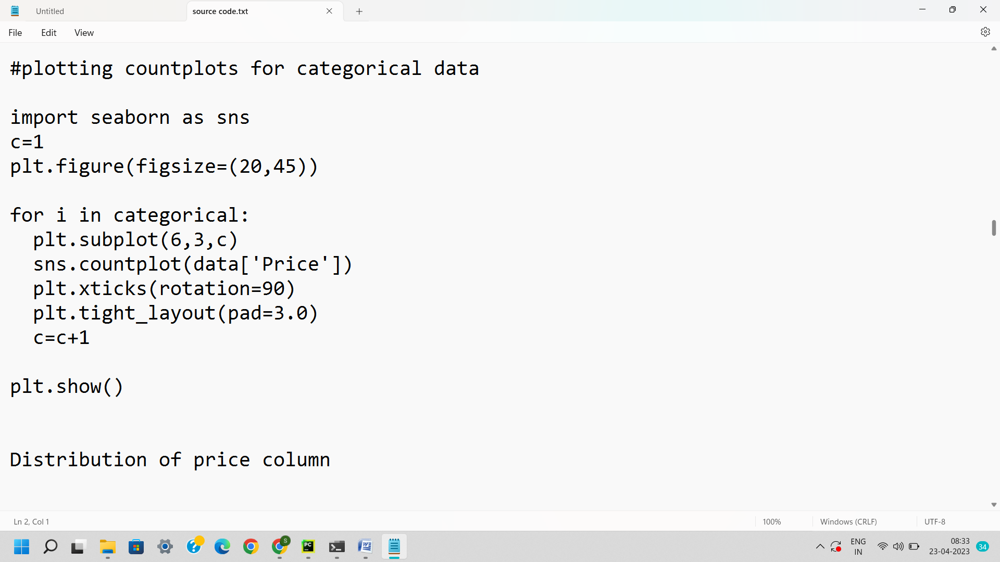 Untitled
source code.txt
File Edit View
#plotting countplots for categorical data
import seaborn as sns
c=1
plt.figure(figsize=(20,45))
for i in categorical:
  plt.subplot(6,3,c)
  sns.countplot(data['Price'])
  plt.xticks(rotation=90)
  plt.tight_layout(pad=3.0)
  c=c+1
plt.show()
Distribution of price column
Ln 2, Col 1
100%
Windows (CRLF)
UTF-8
S
PC
W
ENG
IN
08:33
23-04-2023
34